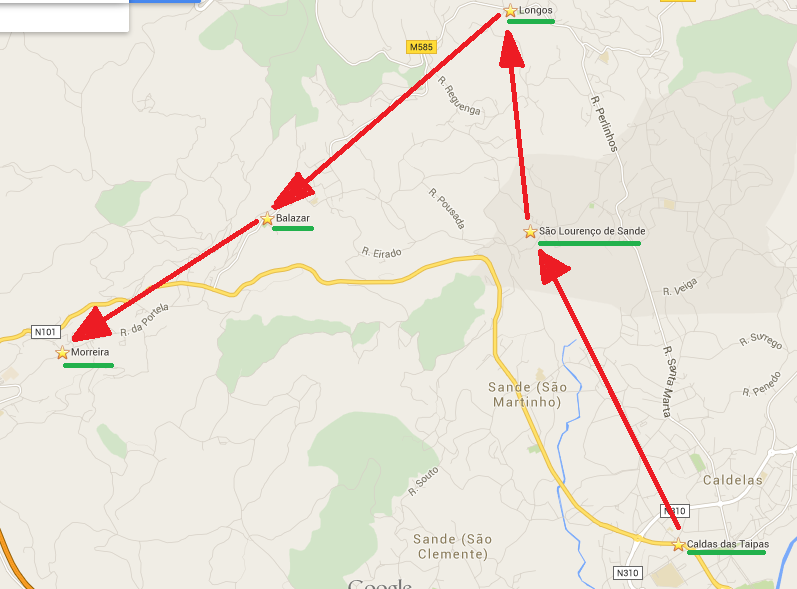 Longos
M585
R. Reguenga
R. Perlinhos
R. Pousada
Balazar
São Lourenço de Sande
R. Eirado
R. Veiga
R. da Portela
N101
Morreira
R. Surrego
R. Santa Marta
R. Penedo
Sande (São
Martinho)
R. Souto
Caldelas
N310
Sande (São
Clemente)
Caldas das Taipas
N310
Google